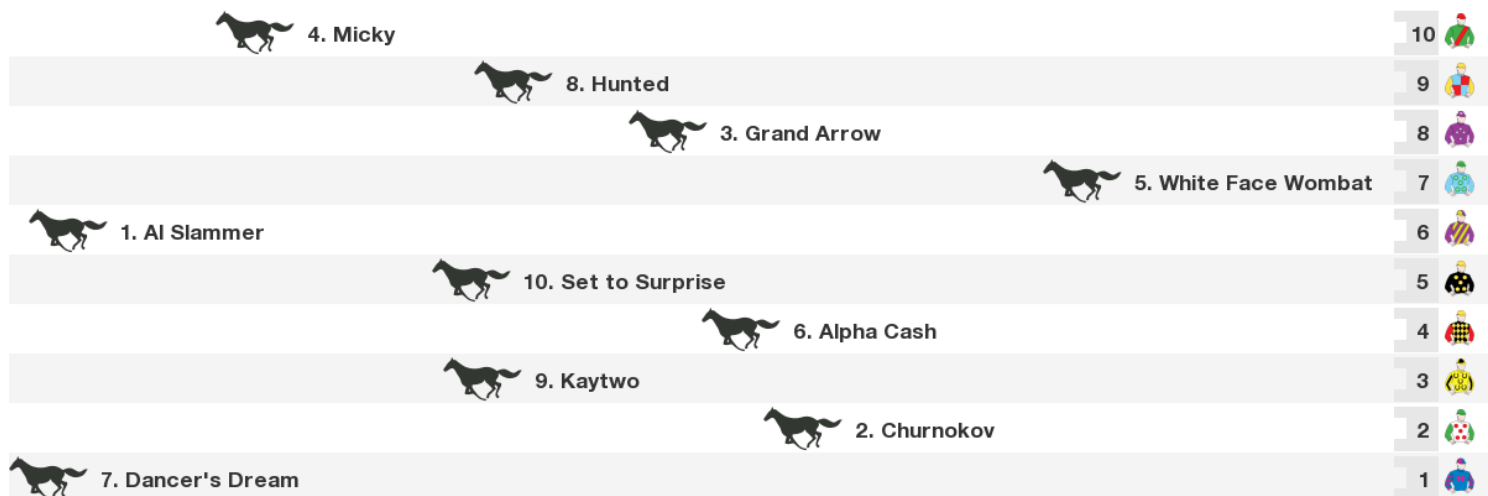 4. Micky 10
8. Hunted 9
3. Grand Arrow 8
5. White Face Wombat 7
1. Al Slammer 6
10. Set to Surprise 5
6. Alpha Cash 4
9. Kaytwo 3
2. Churnokov 2
7. Dancer's Dream 1